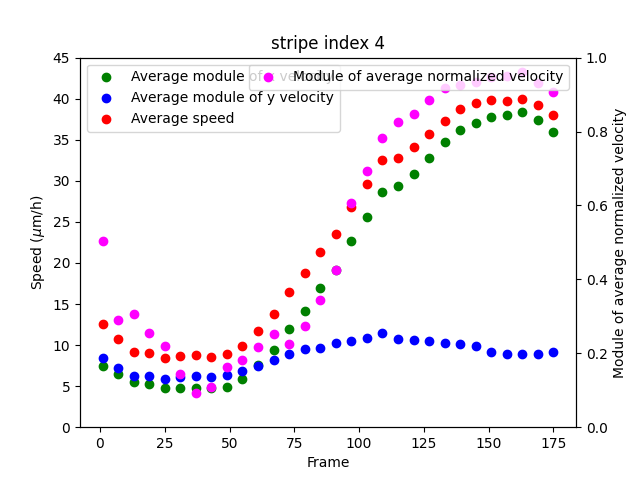 stripe index 4
Average module of x velocity
Average module of y velocity
Average speed
Module of average normalized velocity
45
40
35
30
25
20
15
10
5
0
1.0
0.8
0.6
0.4
0.2
0.0
0 25 50 75 100 125 150 175
Speed (μm/h)
Module of average normalized velocity
Frame